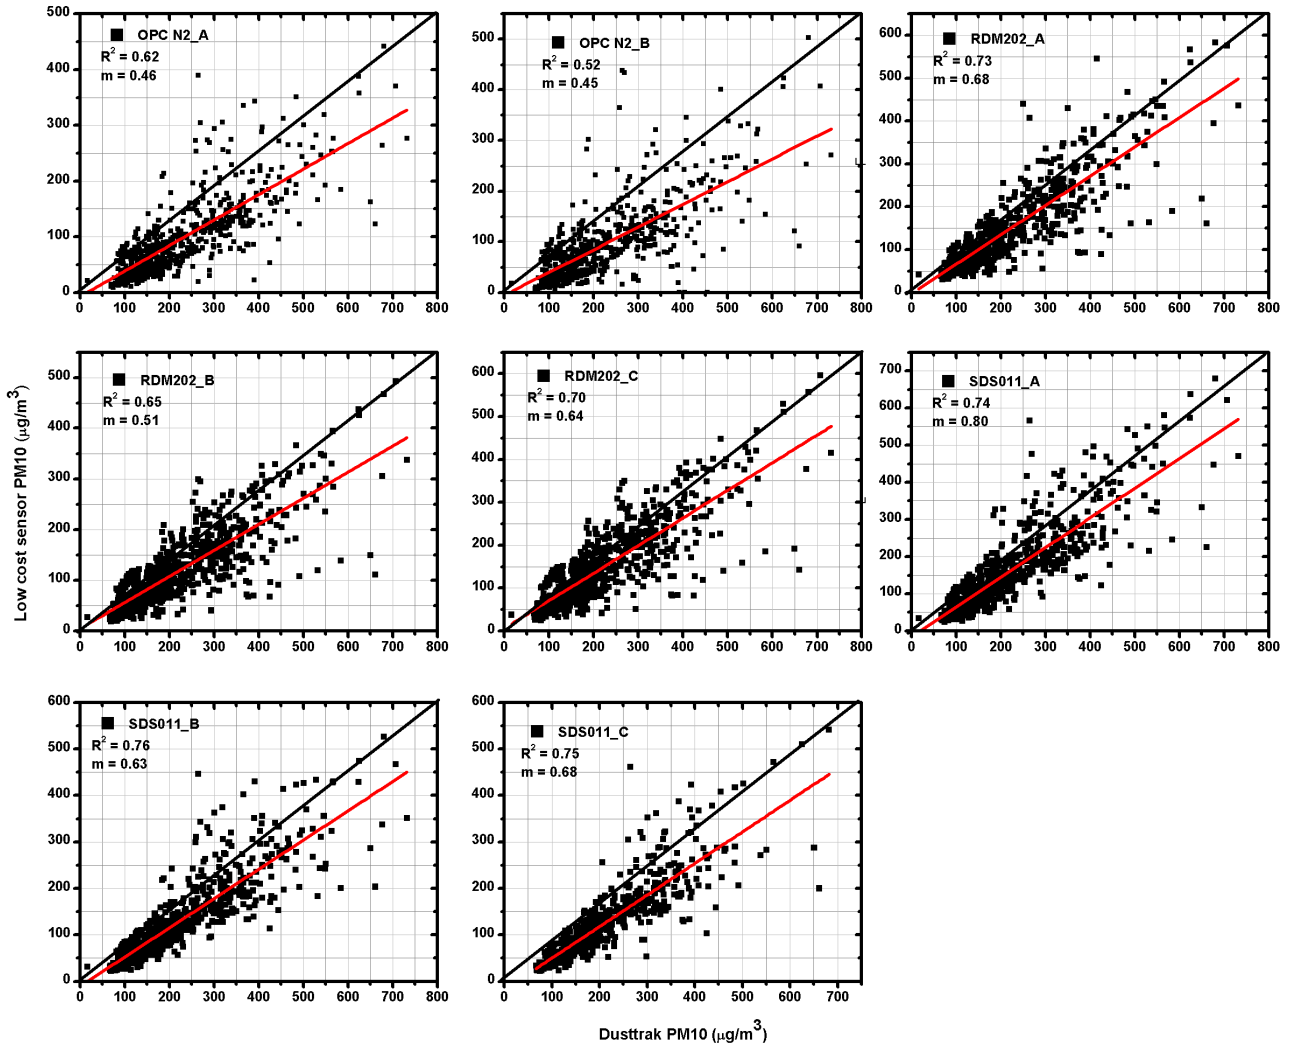 OPC N2_A
R² = 0.62
m = 0.46
500
400
300
200
100
0
0 100 200 300 400 500 600 700 800
OPC N2_B
R² = 0.52
m = 0.45
500
400
300
200
100
0
0 100 200 300 400 500 600 700 800
RDM202_A
R² = 0.73
m = 0.68
600
500
400
300
200
100
0
0 100 200 300 400 500 600 700 800
Low cost sensor PM10 (μg/m³)
RDM202_B
R² = 0.65
m = 0.51
500
400
300
200
100
0
0 100 200 300 400 500 600 700 800
RDM202_C
R² = 0.70
m = 0.64
600
500
400
300
200
100
0
0 100 200 300 400 500 600 700 800
SDS011_A
R² = 0.74
m = 0.80
700
600
500
400
300
200
100
0
0 100 200 300 400 500 600 700 800
SDS011_B
R² = 0.76
m = 0.63
600
500
400
300
200
100
0
0 100 200 300 400 500 600 700 800
SDS011_C
R² = 0.75
m = 0.68
600
500
400
300
200
100
0
0 100 200 300 400 500 600 700
Dusttrak PM10 (μg/m³)